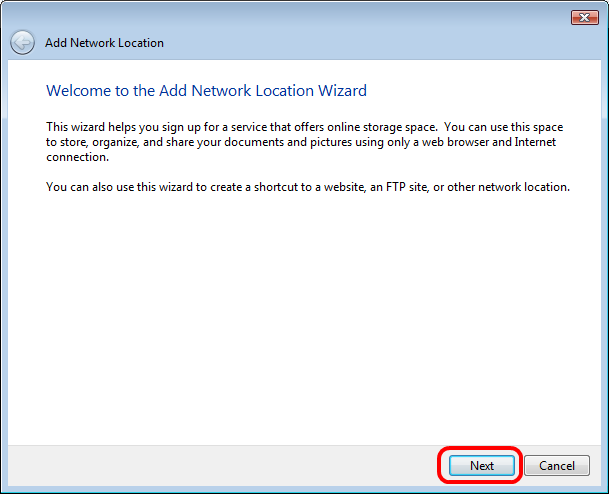 Add Network Location
Welcome to the Add Network Location Wizard
This wizard helps you sign up for a service that offers online storage space.  You can use this space
to store, organize, and share your documents and pictures using only a web browser and Internet
connection.
You can also use this wizard to create a shortcut to a website, an FTP site, or other network location.
Next
Cancel